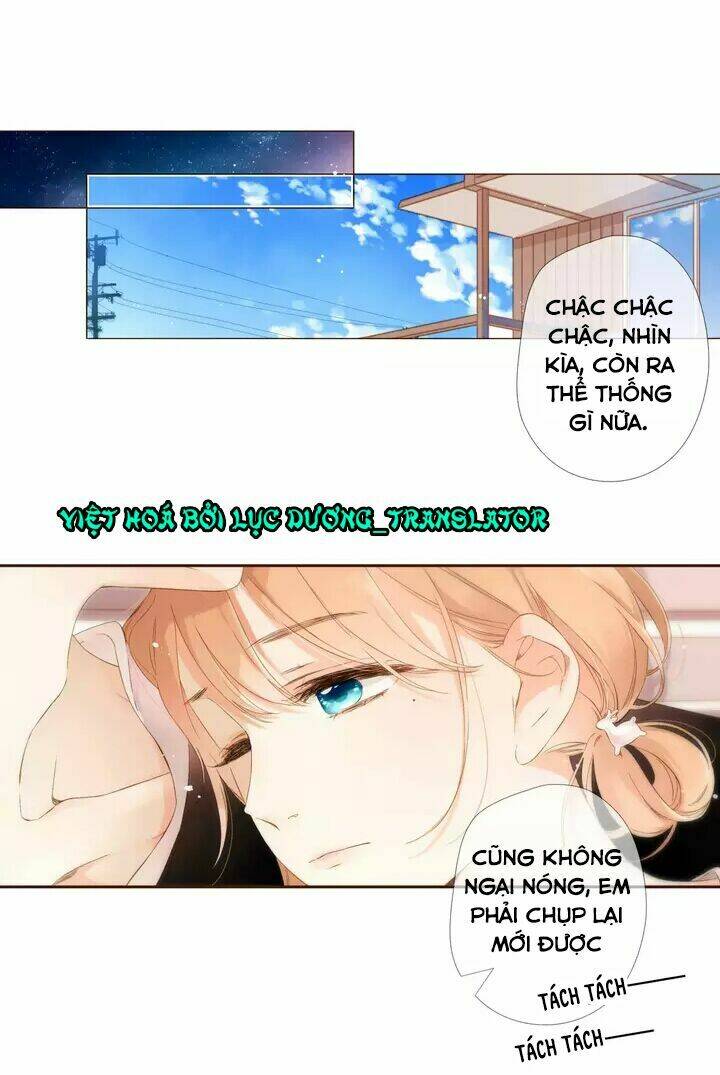 CHẬC CHẬC
CHẬC, NHÌN
KÌA, CÒN RA
THỂ THỐNG
GÌ NỮA.
VIỆT HOÁ BỞI LỤC DƯƠNG_TRANSLATOR
CŨNG KHÔNG
NGẠI NÓNG, EM
PHẢI CHỤP LẠI
MỚI ĐƯỢC
TÁCH TÁCH
TÁCH TÁCH